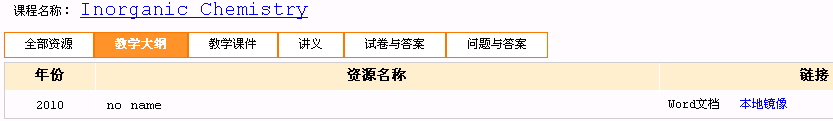 课程名称: Inorganic Chemistry
全部资源 教学大纲 教学课件 讲义 试卷与答案 问题与答案
年份 资源名称 链接
2010 no name Word文档 本地镜像